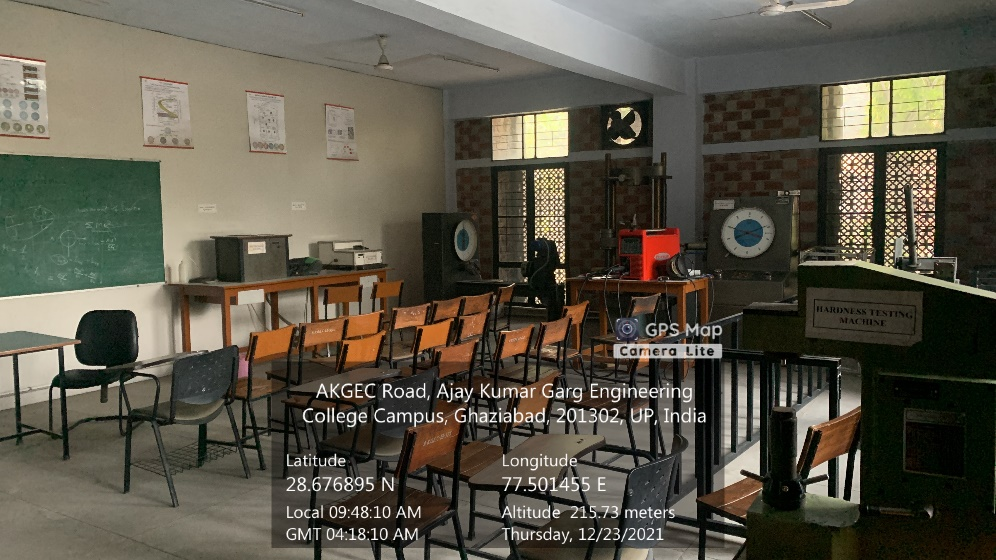 HARDNESS TESTING
MACHINE
GPS Map
Camera Lite
AKGEC Road, Ajay Kumar Garg Engineering
College Campus, Ghaziabad, 201302, UP, India
Latitude
28.676895 N
Longitude
77.501455 E
Local 09:48:10 AM
GMT 04:18:10 AM
Altitude 215.73 meters
Thursday, 12/23/2021